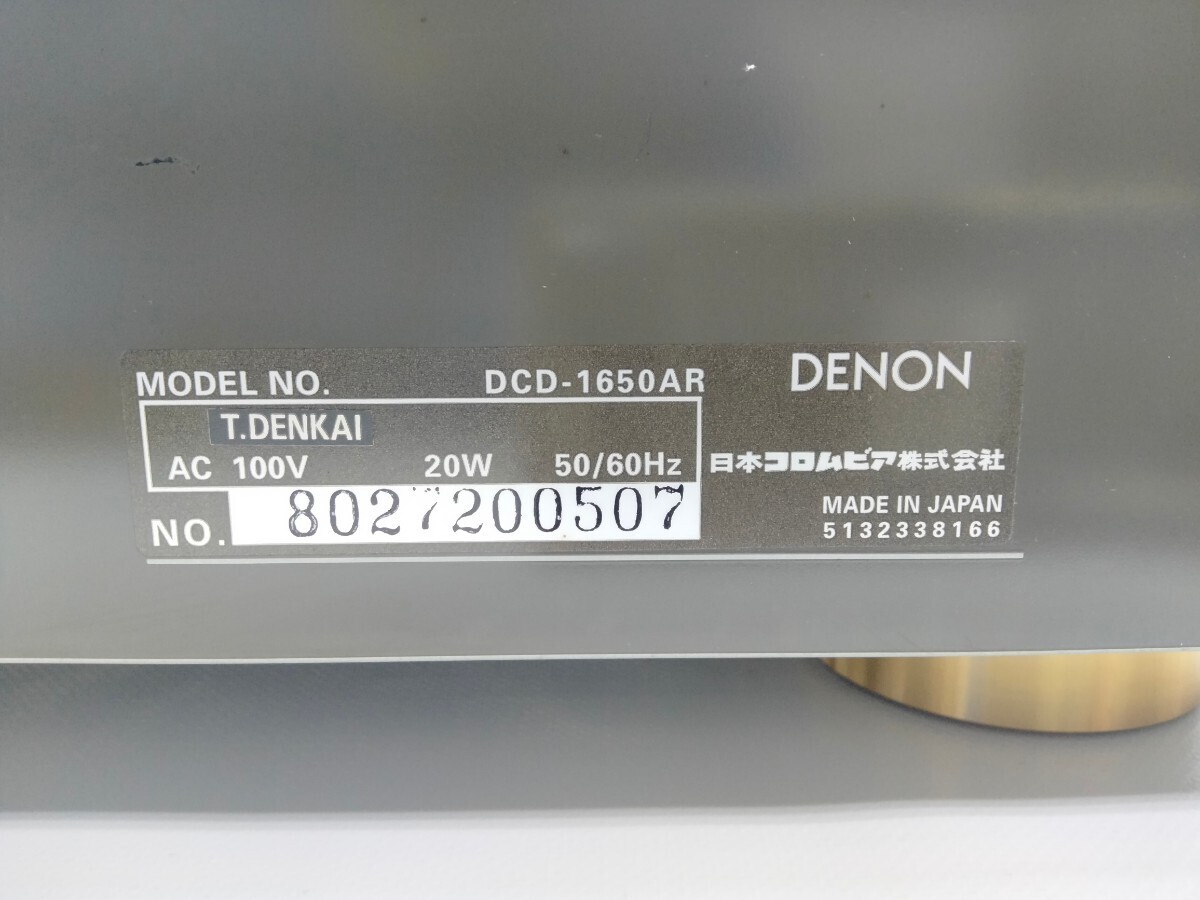 MODEL NO. DCD-1650AR
T.DENKAI
AC 100V 20W 50/60Hz
NO. 8027200507
DENON
日本コロムビア株式会社
MADE IN JAPAN
5132338166